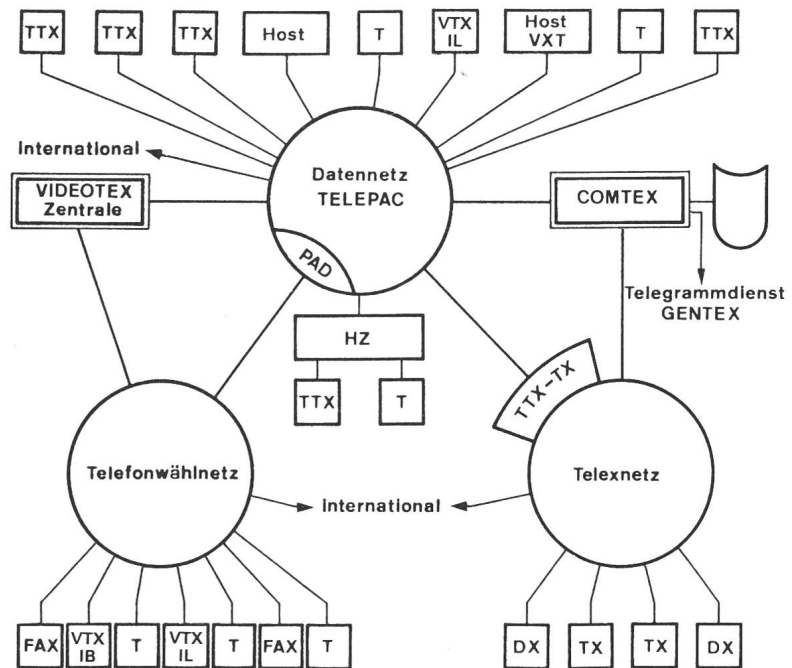 TTX
TTX
TTX
Host
T
VTX
IL
Host
VXT
T
TTX
international
Datennetz
TELEPAC
VIDEOTEX
Zentrale
COMTEX
PAD
Telegrammdienst
GENTEX
HZ
TTX
T
TTX-TX
Telefonwählnetz
Telexnetz
international
FAX
VTX
IB
T
VTX
IL
T
FAX
T
DX
TX
TX
DX